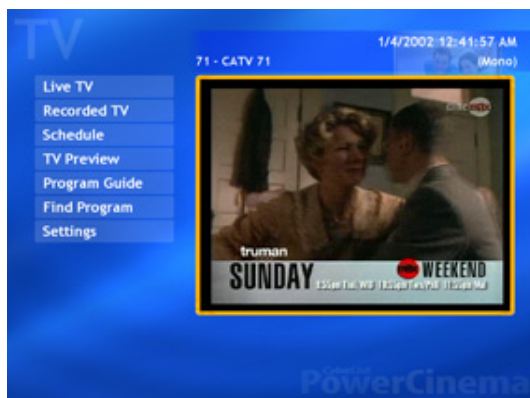 TV
1/4/2002 12:41:57 AM
71 - CATV 71
(Mono)
Live TV
Recorded TV
Schedule
TV Preview
Program Guide
Find Program
Settings
truman
SUNDAY
WEEKEND
CyberLink
PowerCinema